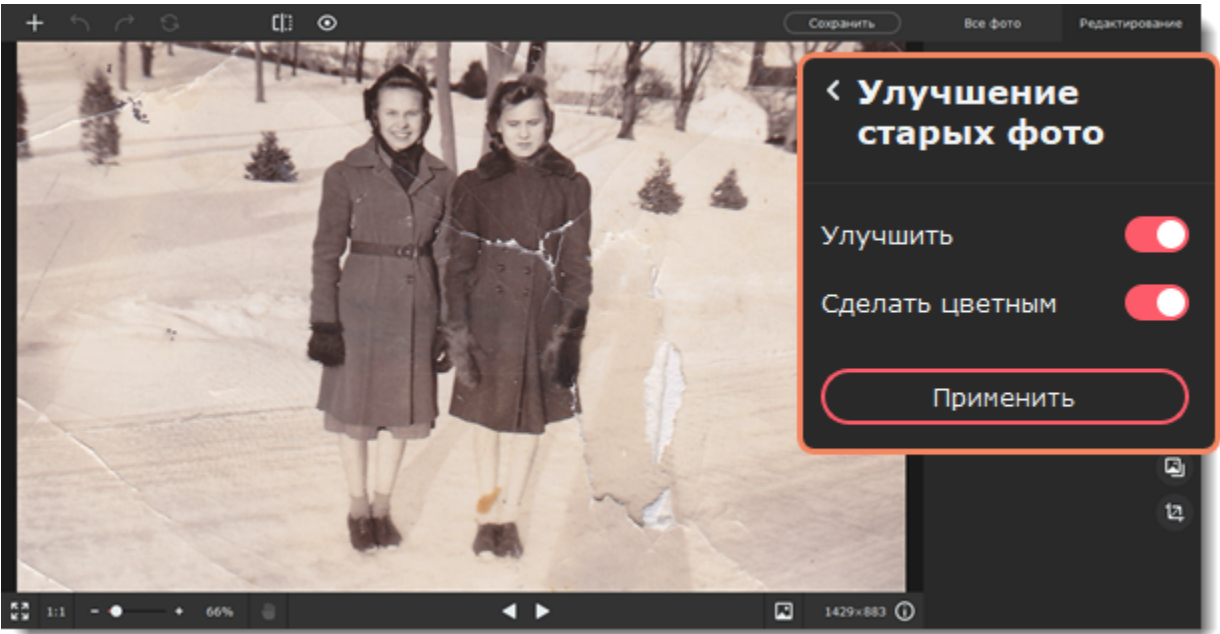 Сохранить
Все фото
Редактирование
Улучшение
старых фото
Улучшить
Сделать цветным
Применить
1:1
66%
1429×883